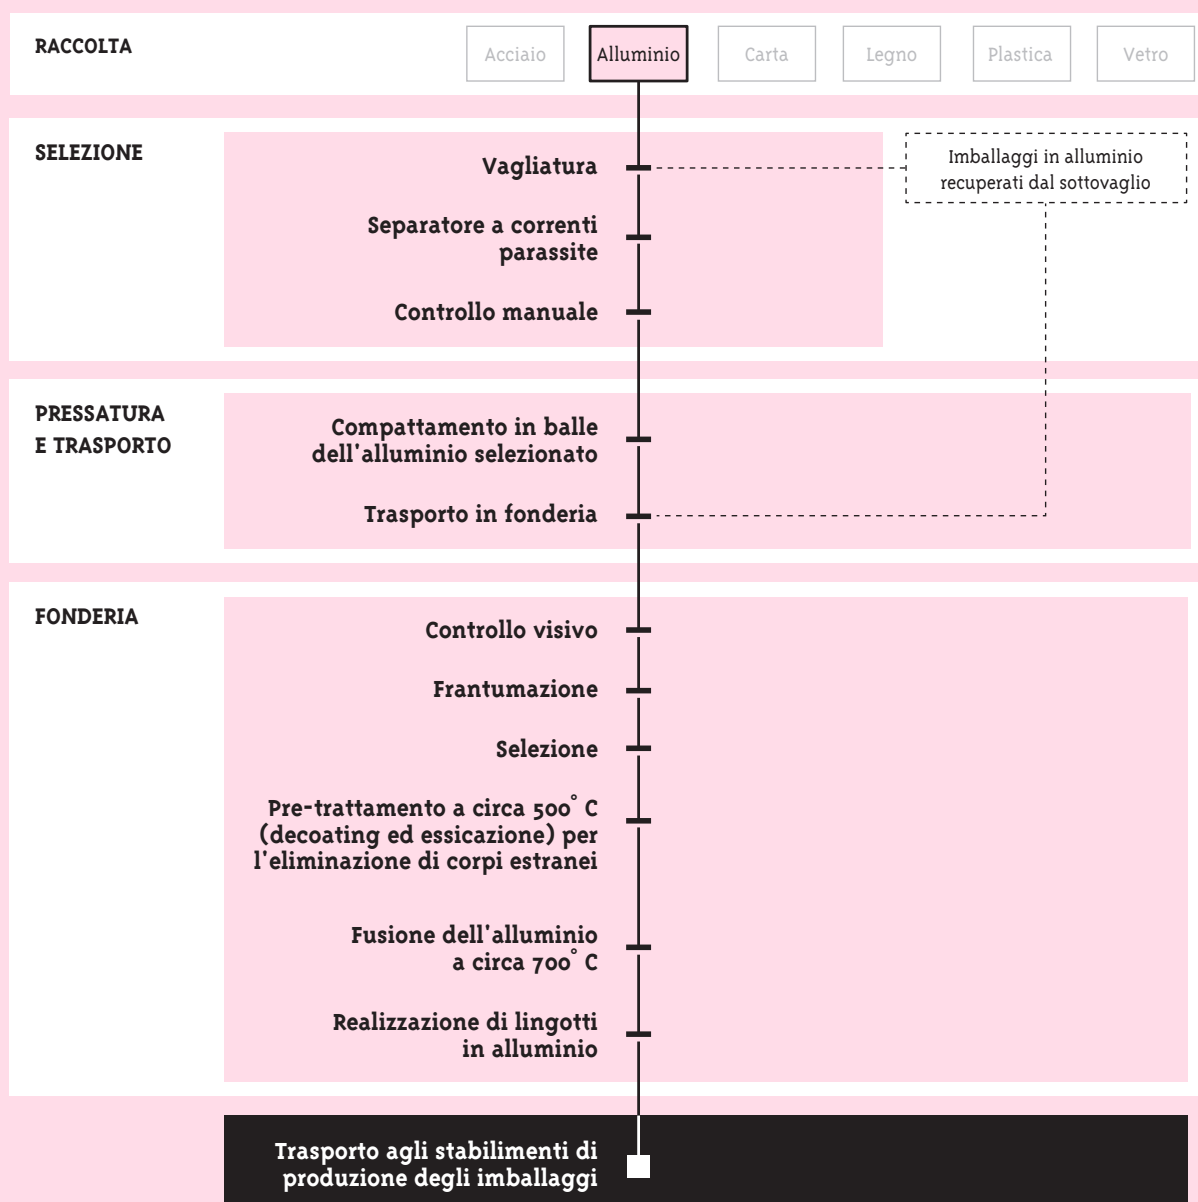 RACCOLTA
Acciaio
Alluminio
Carta
Legno
Plastica
Vetro
SELEZIONE
Vagliatura
Imballaggi in alluminio
recuperati dal sottovaglio
Separatore a correnti
parassite
Controllo manuale
PRESSATURA
E TRASPORTO
Compattamento in balle
dell'alluminio selezionato
Trasporto in fonderia
FONDERIA
Controllo visivo
Frantumazione
Selezione
Pre-trattamento a circa 500° C
(decoating ed essicazione) per
l'eliminazione di corpi estranei
Fusione dell'alluminio
a circa 700° C
Realizzazione di lingotti
in alluminio
Trasporto agli stabilimenti di
produzione degli imballaggi